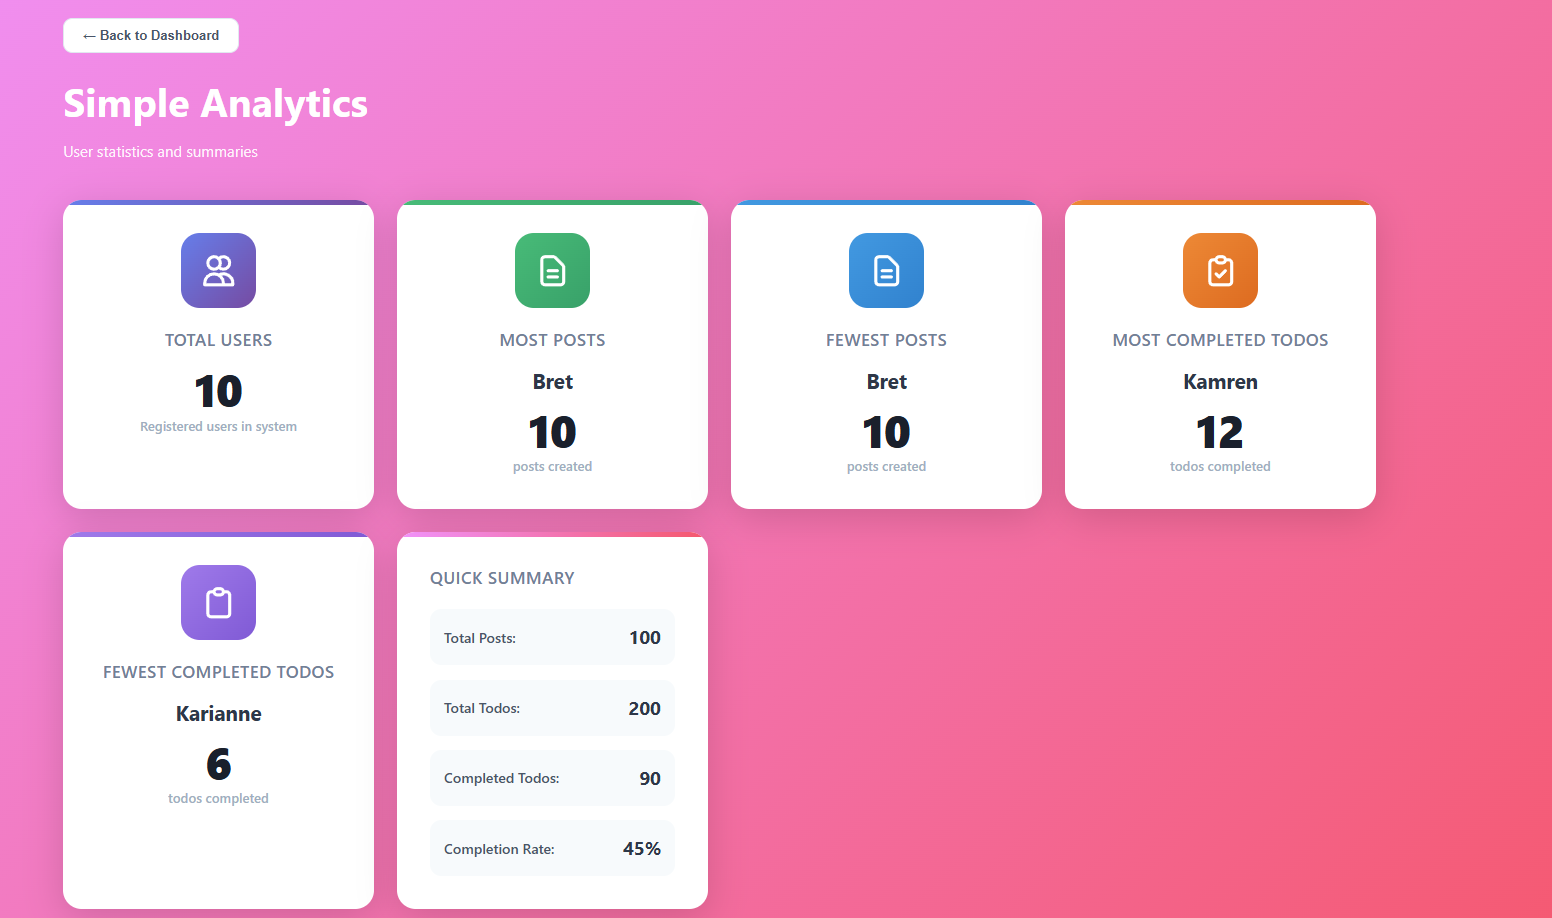 ← Back to Dashboard
Simple Analytics
User statistics and summaries
TOTAL USERS
10
Registered users in system
MOST POSTS
Bret
10
posts created
FEWEST POSTS
Bret
10
posts created
MOST COMPLETED TODOS
Kamren
12
todos completed
FEWEST COMPLETED TODOS
Karianne
6
todos completed
QUICK SUMMARY
Total Posts: 100
Total Todos: 200
Completed Todos: 90
Completion Rate: 45%